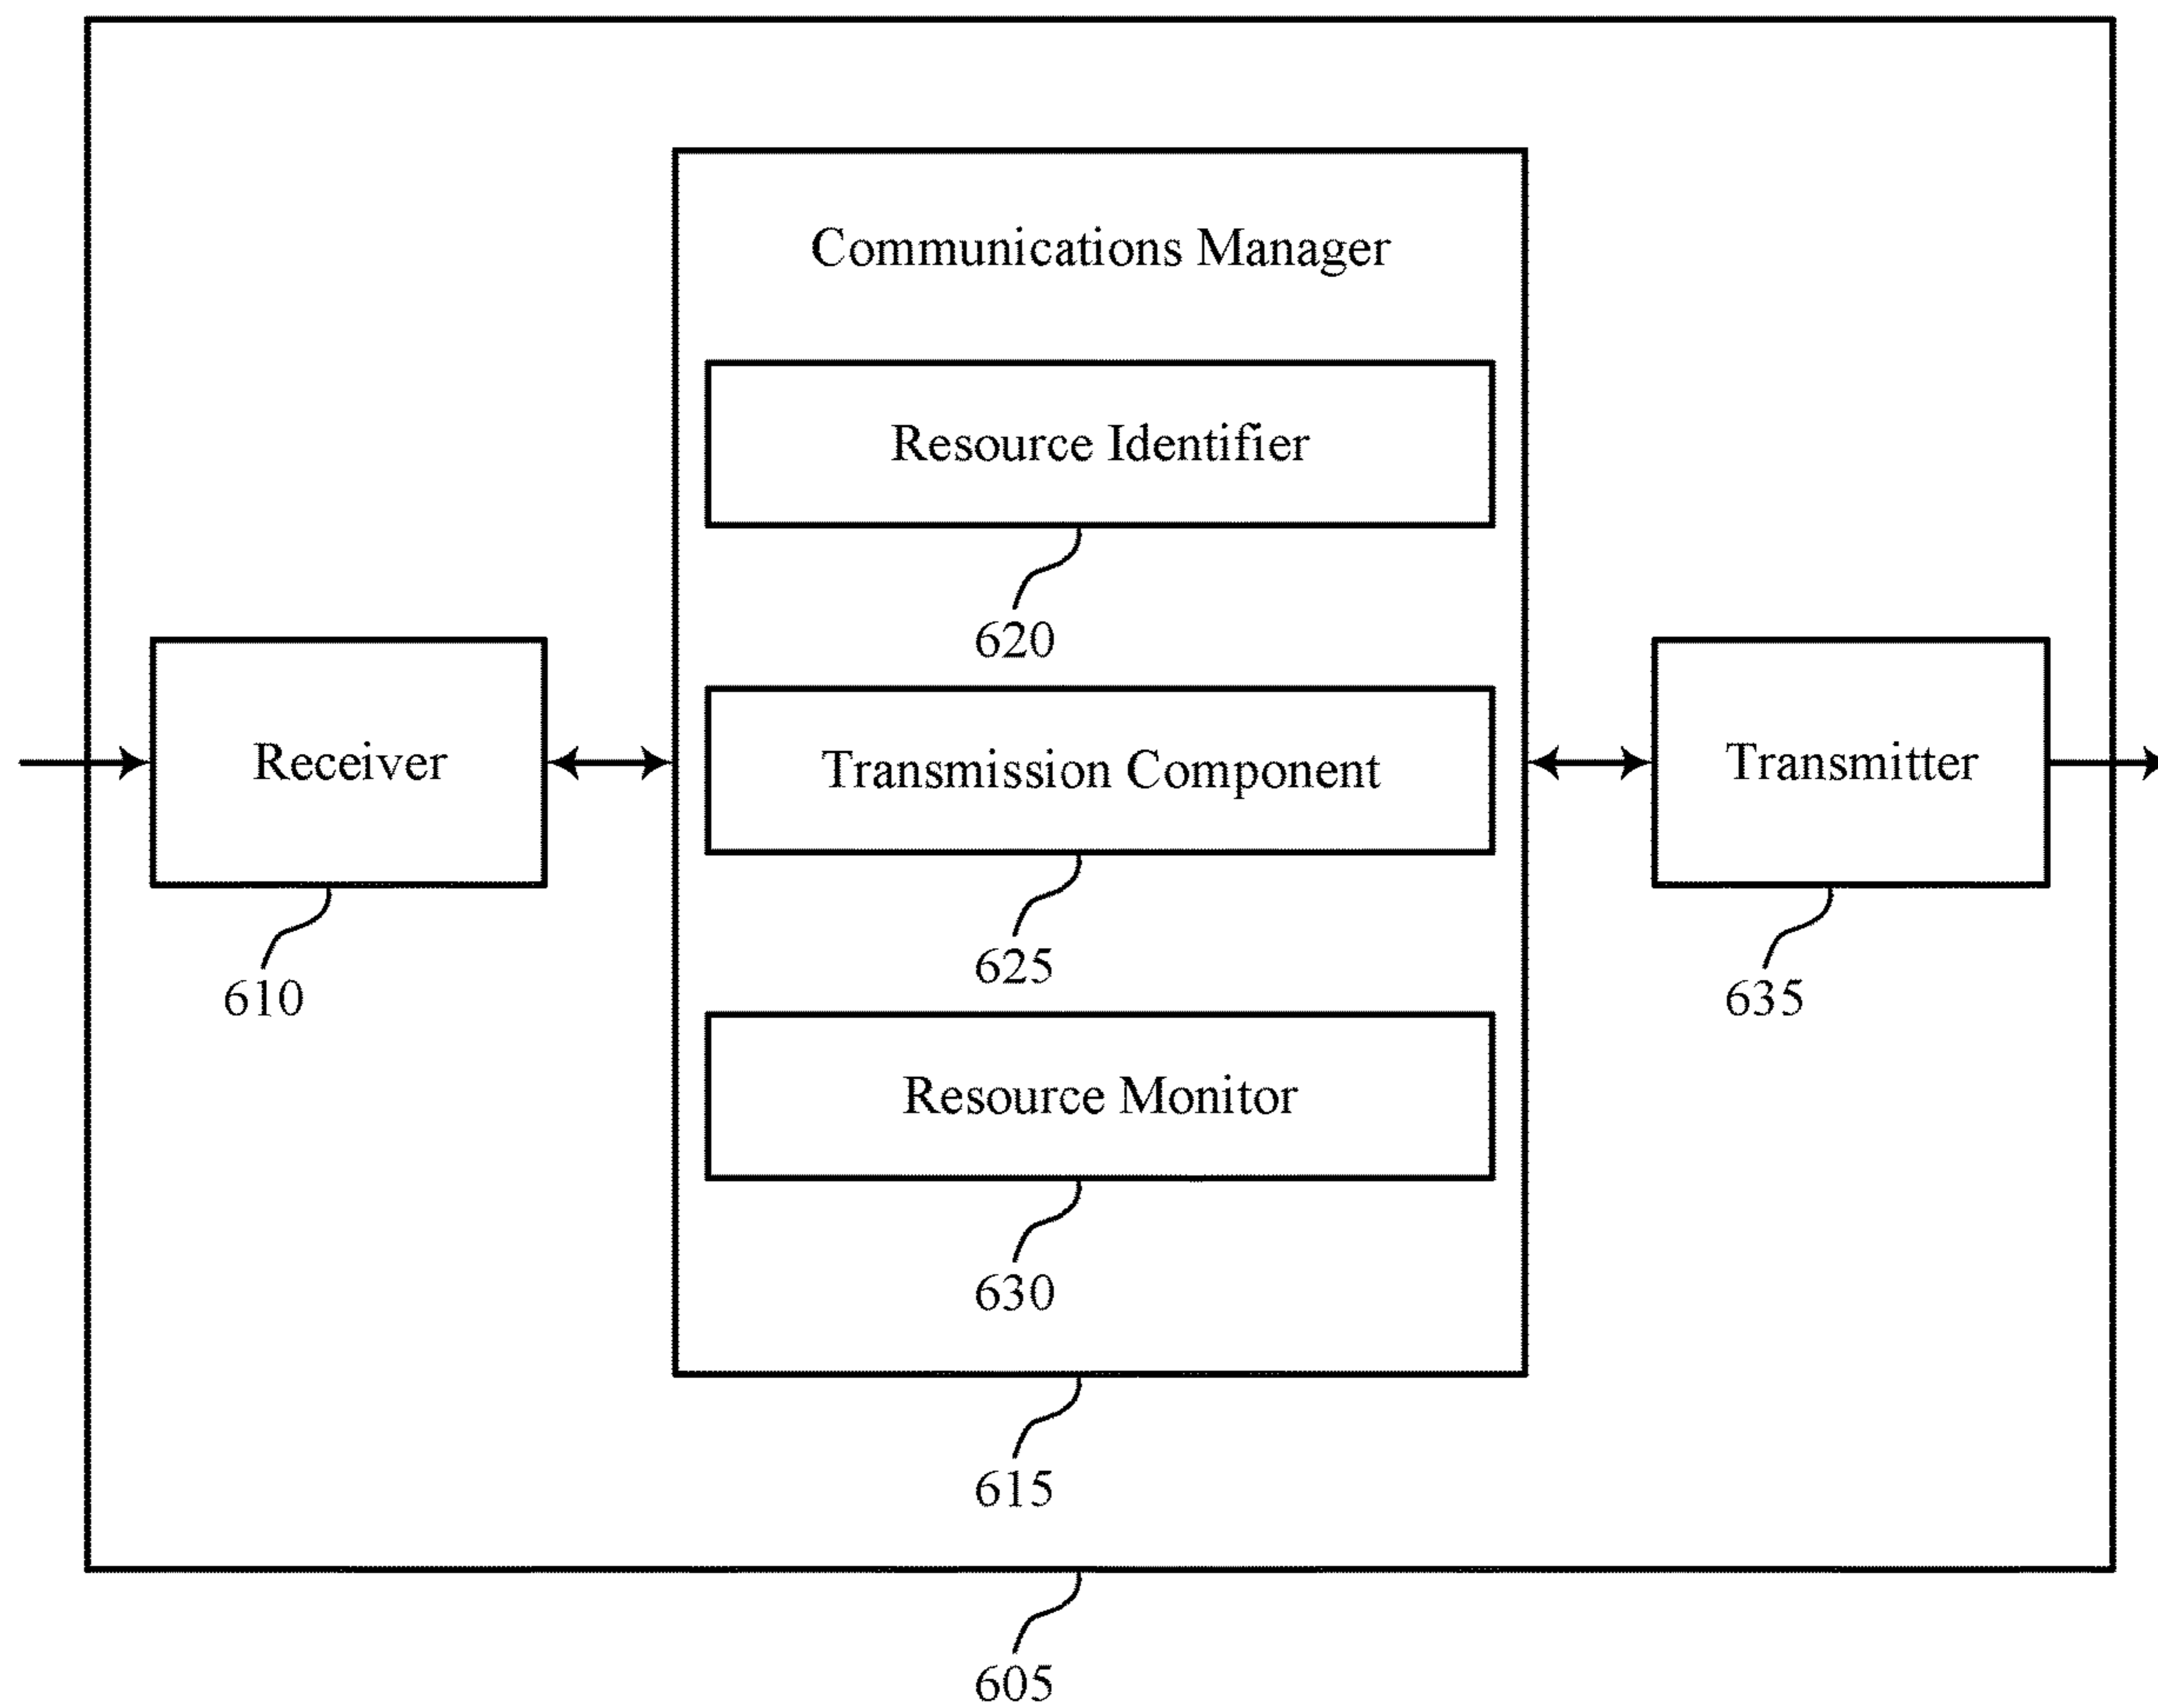 Communications Manager
Resource Identifier
620
Receiver
610
Transmission Component
625
Transmitter
635
Resource Monitor
630
615
605